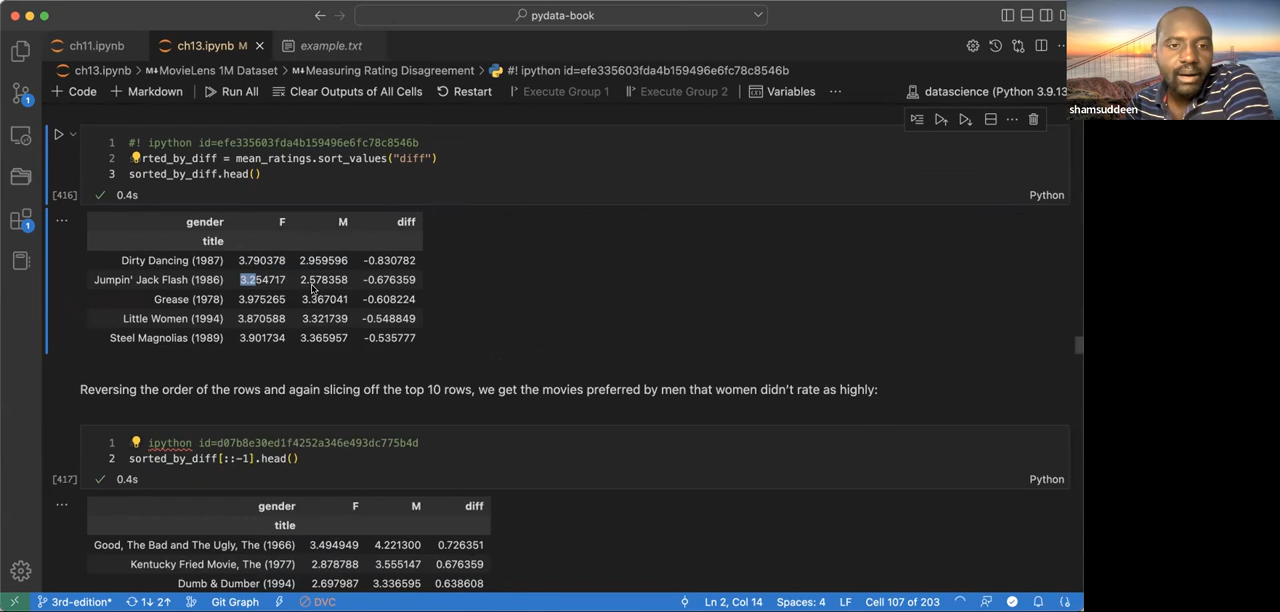 pydata-book
ch11.ipynb
ch13.ipynb M
example.txt
ch13.ipynb > MovieLens 1M Dataset > Measuring Rating Disagreement > #! ipython id=efe335603fda4b159496e6fc78c8546b
Code
Markdown
Run All
Clear Outputs of All Cells
Restart
Execute Group 1
Execute Group 2
Variables
datascience (Python 3.9.13
shamsuddeen
1 #! ipython id=efe335603fda4b159496e6fc78c8546b
2 rted_by_diff = mean_ratings.sort_values("diff")
3 sorted_by_diff.head()
[416] 0.4s Python
gender F M diff
title
Dirty Dancing (1987) 3.790378 2.959596 -0.830782
Jumpin' Jack Flash (1986) 3.254717 2.578358 -0.676359
Grease (1978) 3.975265 3.367041 -0.608224
Little Women (1994) 3.870588 3.321739 -0.548849
Steel Magnolias (1989) 3.901734 3.365957 -0.535777
Reversing the order of the rows and again slicing off the top 10 rows, we get the movies preferred by men that women didn't rate as highly:
1 ipython id=d07b8e30ed1f4252a346e493dc775b4d
2 sorted_by_diff[::-1].head()
[417] 0.4s Python
gender F M diff
title
Good, The Bad and The Ugly, The (1966) 3.494949 4.221300 0.726351
Kentucky Fried Movie, The (1977) 2.878788 3.555147 0.676359
Dumb & Dumber (1994) 2.697987 3.336595 0.638608
3rd-edition* 1↓ 2↑ Git Graph DVC Ln 2, Col 14 Spaces: 4 LF Cell 107 of 203